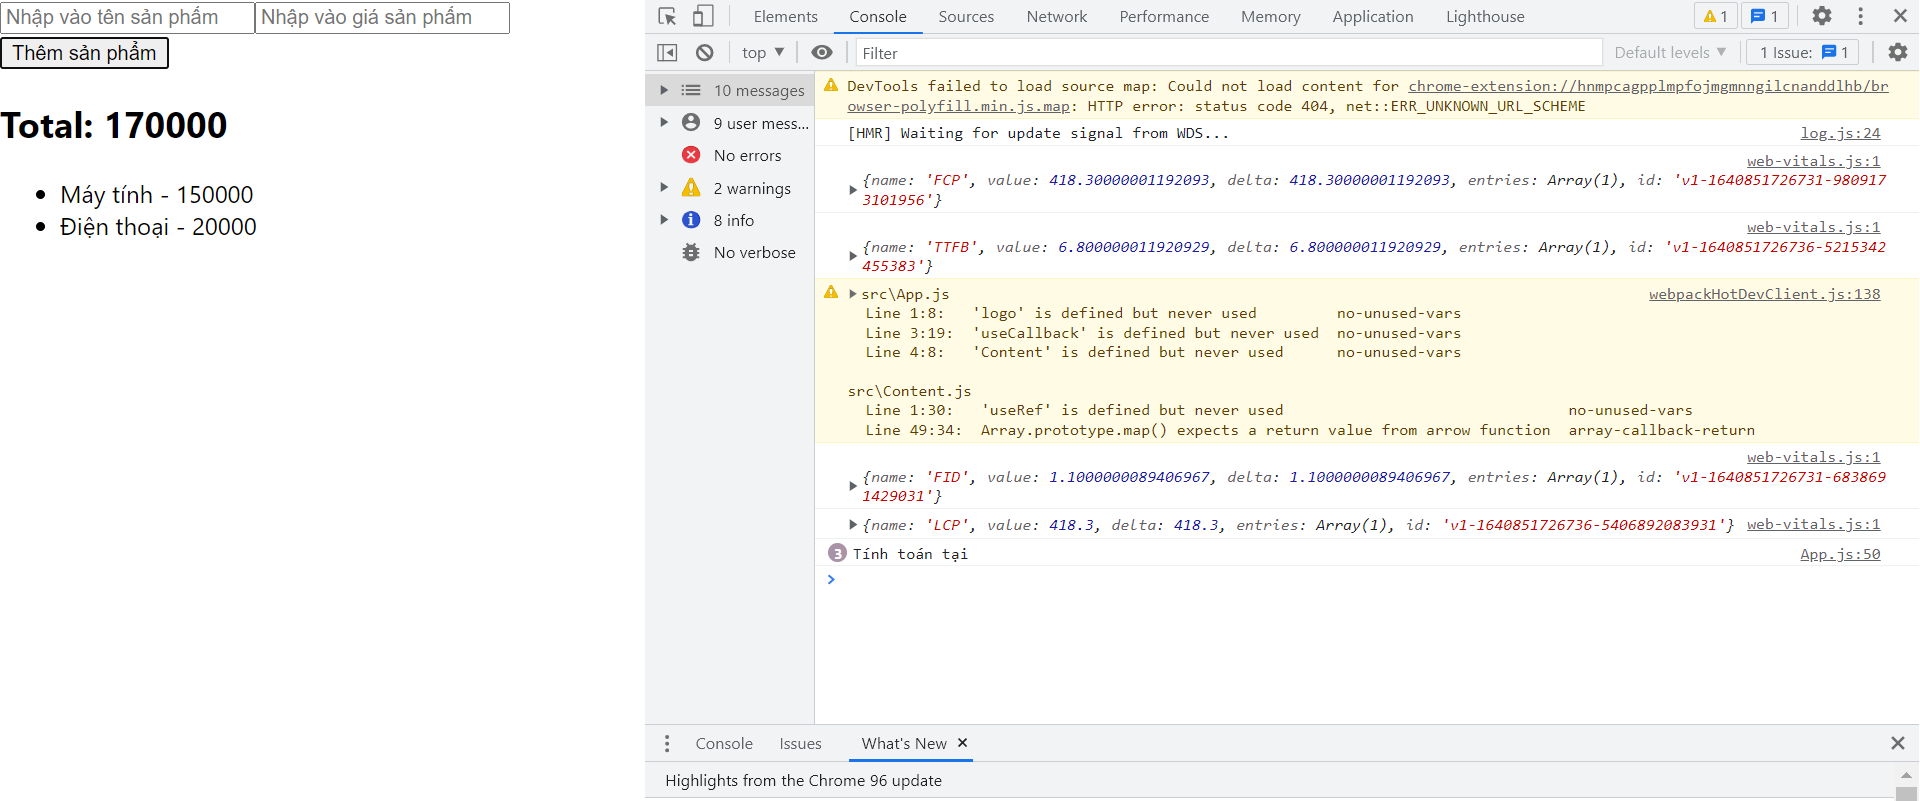 Nhập vào tên sản phẩm Nhập vào giá sản phẩm
Thêm sản phẩm
Total: 170000
Máy tính - 150000
Điện thoại - 20000
Elements Console Sources Network Performance Memory Application Lighthouse 1 1
top Filter Default levels 1 Issue: 1
10 messages
9 user mess...
No errors
2 warnings
8 info
No verbose
DevTools failed to load source map: Could not load content for chrome-extension://hnmpcagpplmpfojmgmnngilcnanddlhb/br
owser-polyfill.min.js.map: HTTP error: status code 404, net::ERR_UNKNOWN_URL_SCHEME
[HMR] Waiting for update signal from WDS... log.js:24
web-vitals.js:1
{name: 'FCP', value: 418.30000001192093, delta: 418.30000001192093, entries: Array(1), id: 'v1-1640851726731-980917
3101956'}
web-vitals.js:1
{name: 'TTFB', value: 6.800000011920929, delta: 6.800000011920929, entries: Array(1), id: 'v1-1640851726736-5215342
455383'}
src\App.js webpackHotDevClient.js:138
Line 1:8: 'logo' is defined but never used no-unused-vars
Line 3:19: 'useCallback' is defined but never used no-unused-vars
Line 4:8: 'Content' is defined but never used no-unused-vars
src\Content.js
Line 1:30: 'useRef' is defined but never used no-unused-vars
Line 49:34: Array.prototype.map() expects a return value from arrow function array-callback-return
web-vitals.js:1
{name: 'FID', value: 1.1000000089406967, delta: 1.1000000089406967, entries: Array(1), id: 'v1-1640851726731-683869
1429031'}
{name: 'LCP', value: 418.3, delta: 418.3, entries: Array(1), id: 'v1-1640851726736-5406892083931'} web-vitals.js:1
3 Tính toán tại App.js:50
Console Issues What's New
Highlights from the Chrome 96 update